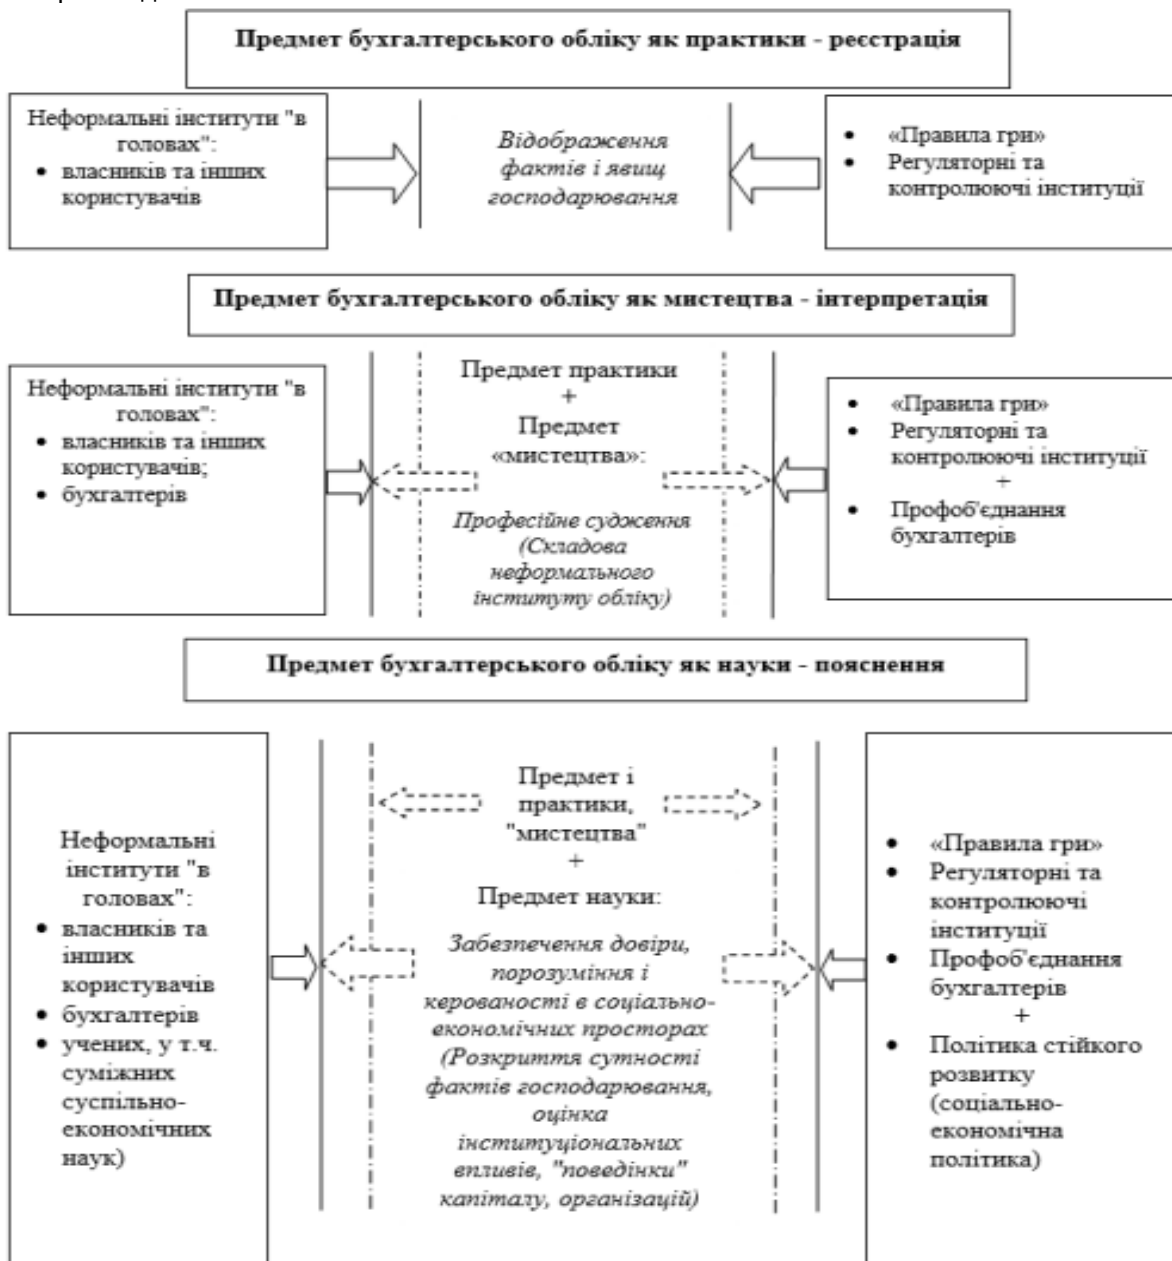 Предмет бухгалтерського обліку як практики - реєстрація
Неформальні інститути "в
головах":
• власників та інших
користувачів
Відображення
фактів і явищ
господарювання
• «Правила гри»
• Регуляторні та
контролюючі інституції
Предмет бухгалтерського обліку як мистецтва - інтерпретація
Неформальні інститути "в
головах":
• власників та інших
користувачів;
• бухгалтерів
Предмет практики
+
Предмет
«мистецтва»:
Професійне судження
(Складова
неформального
інституту обліку)
• «Правила гри»
• Регуляторні та
контролюючі інституції
+
• Профоб'єднання
бухгалтерів
Предмет бухгалтерського обліку як науки - пояснення
Неформальні
інститути "в
головах":
• власників та
інших
користувачів
• бухгалтерів
• учених, у т.ч.
суміжних
суспільно-
економічних
наук)
Предмет і
практики,
"мистецтва"
+
Предмет науки:
Забезпечення довіри,
порозуміння і
керованості в соціально-
економічних просторах
(Розкриття сутності
фактів господарювання,
оцінка
інституціональних
впливів, "поведінки"
капіталу, організацій)
• «Правила гри»
• Регуляторні та
контролюючі
інституції
• Профоб'єднання
бухгалтерів
+
• Політика стійкого
розвитку
(соціально-
економічна
політика)